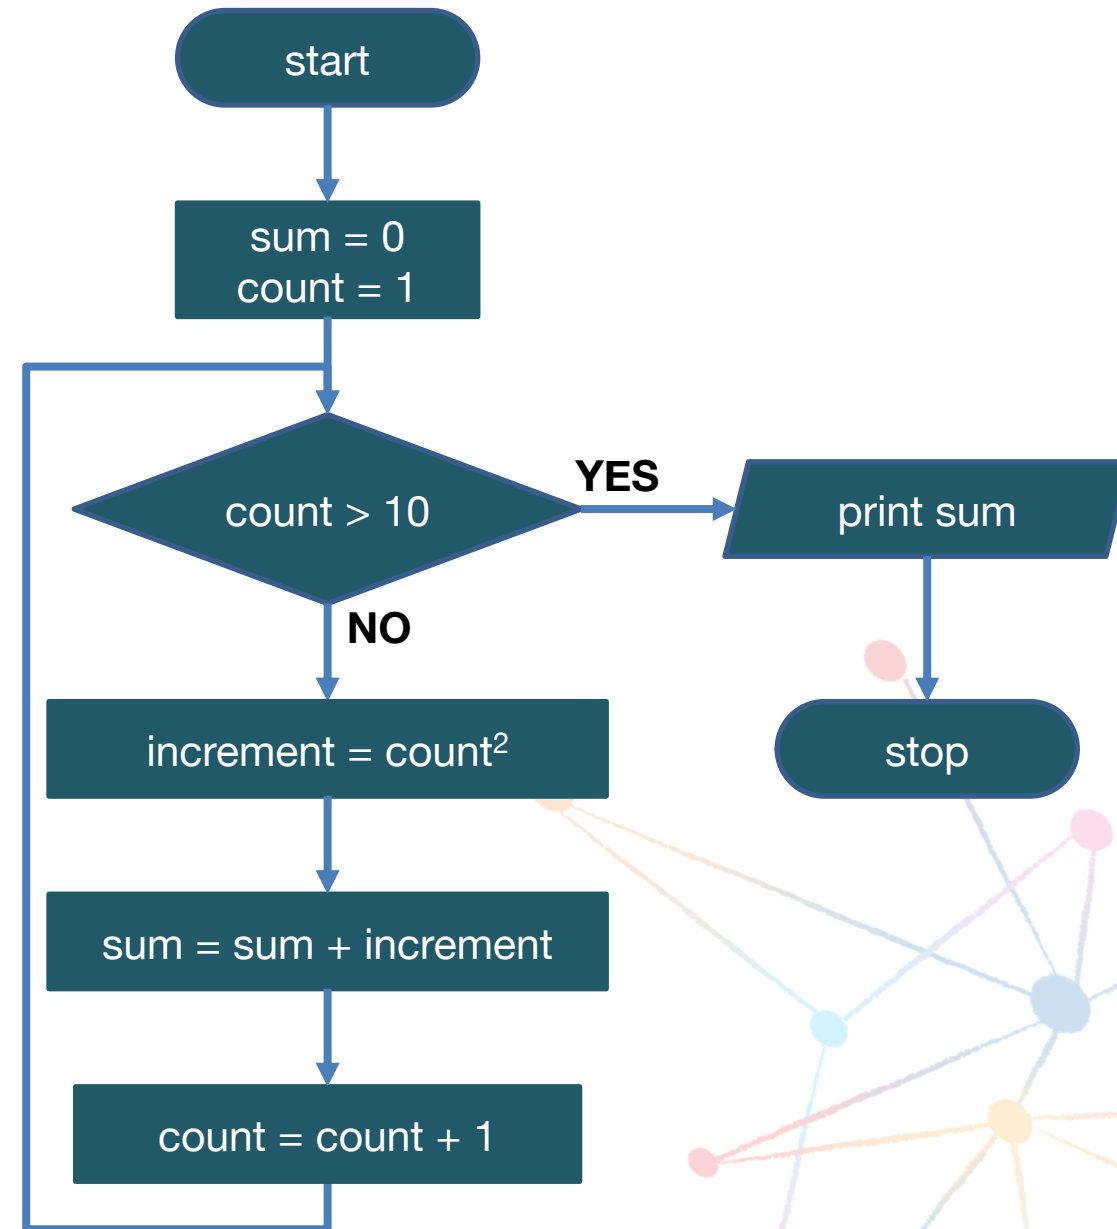 start
sum = 0
count = 1
count > 10
YES
print sum
NO
increment = count²
stop
sum = sum + increment
count = count + 1